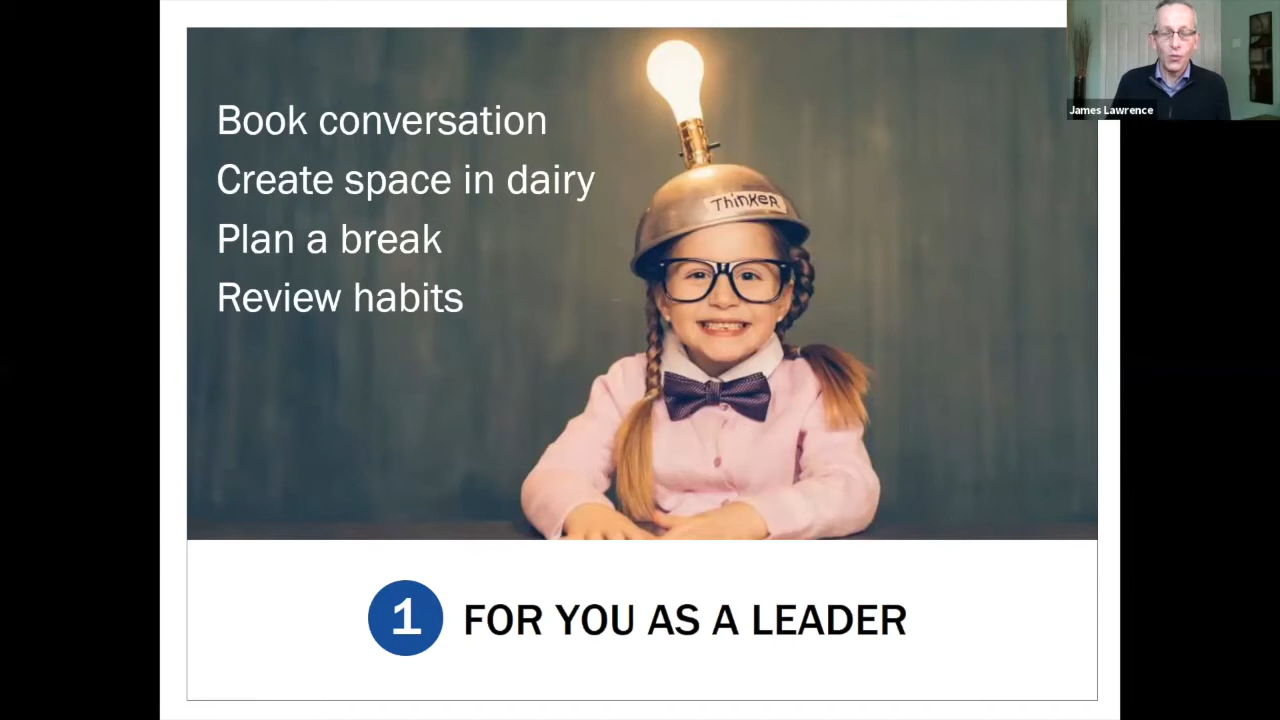 Book conversation
Create space in dairy
Plan a break
Review habits
Thinker
James Lawrence
1 FOR YOU AS A LEADER